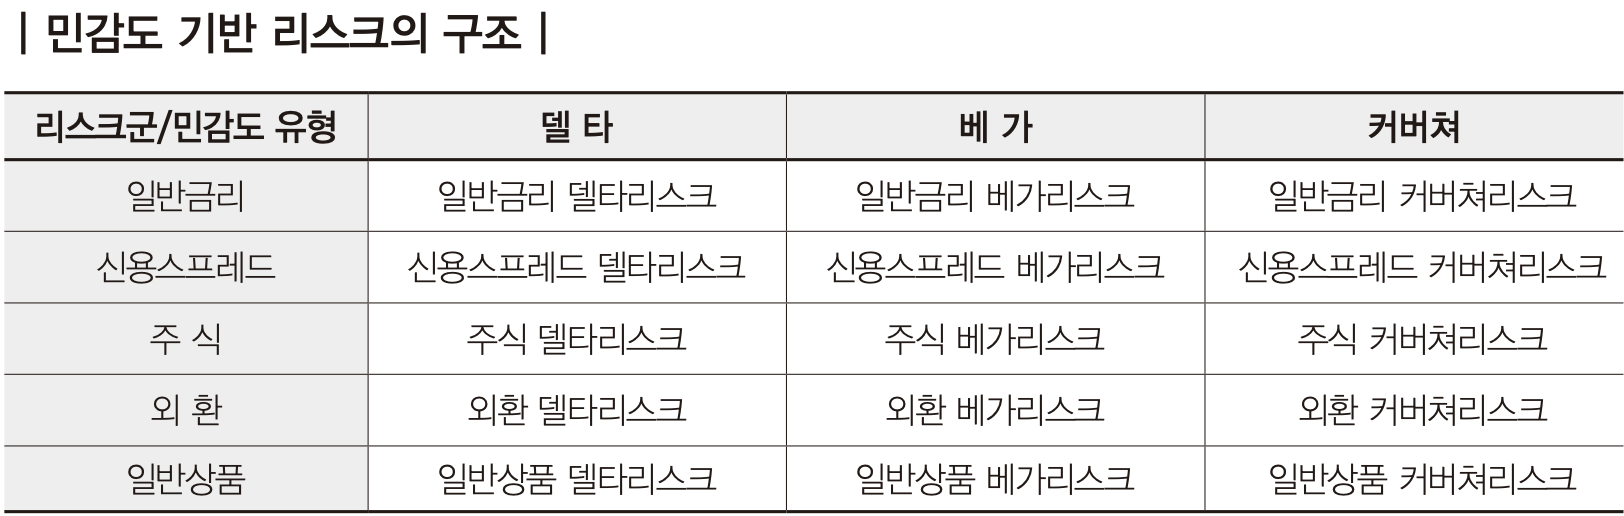 | 민감도 기반 리스크의 구조 |
리스크군/민감도 유형 델 타 베 가 커버쳐
일반금리 일반금리 델타리스크 일반금리 베가리스크 일반금리 커버쳐리스크
신용스프레드 신용스프레드 델타리스크 신용스프레드 베가리스크 신용스프레드 커버쳐리스크
주 식 주식 델타리스크 주식 베가리스크 주식 커버쳐리스크
외 환 외환 델타리스크 외환 베가리스크 외환 커버쳐리스크
일반상품 일반상품 델타리스크 일반상품 베가리스크 일반상품 커버쳐리스크